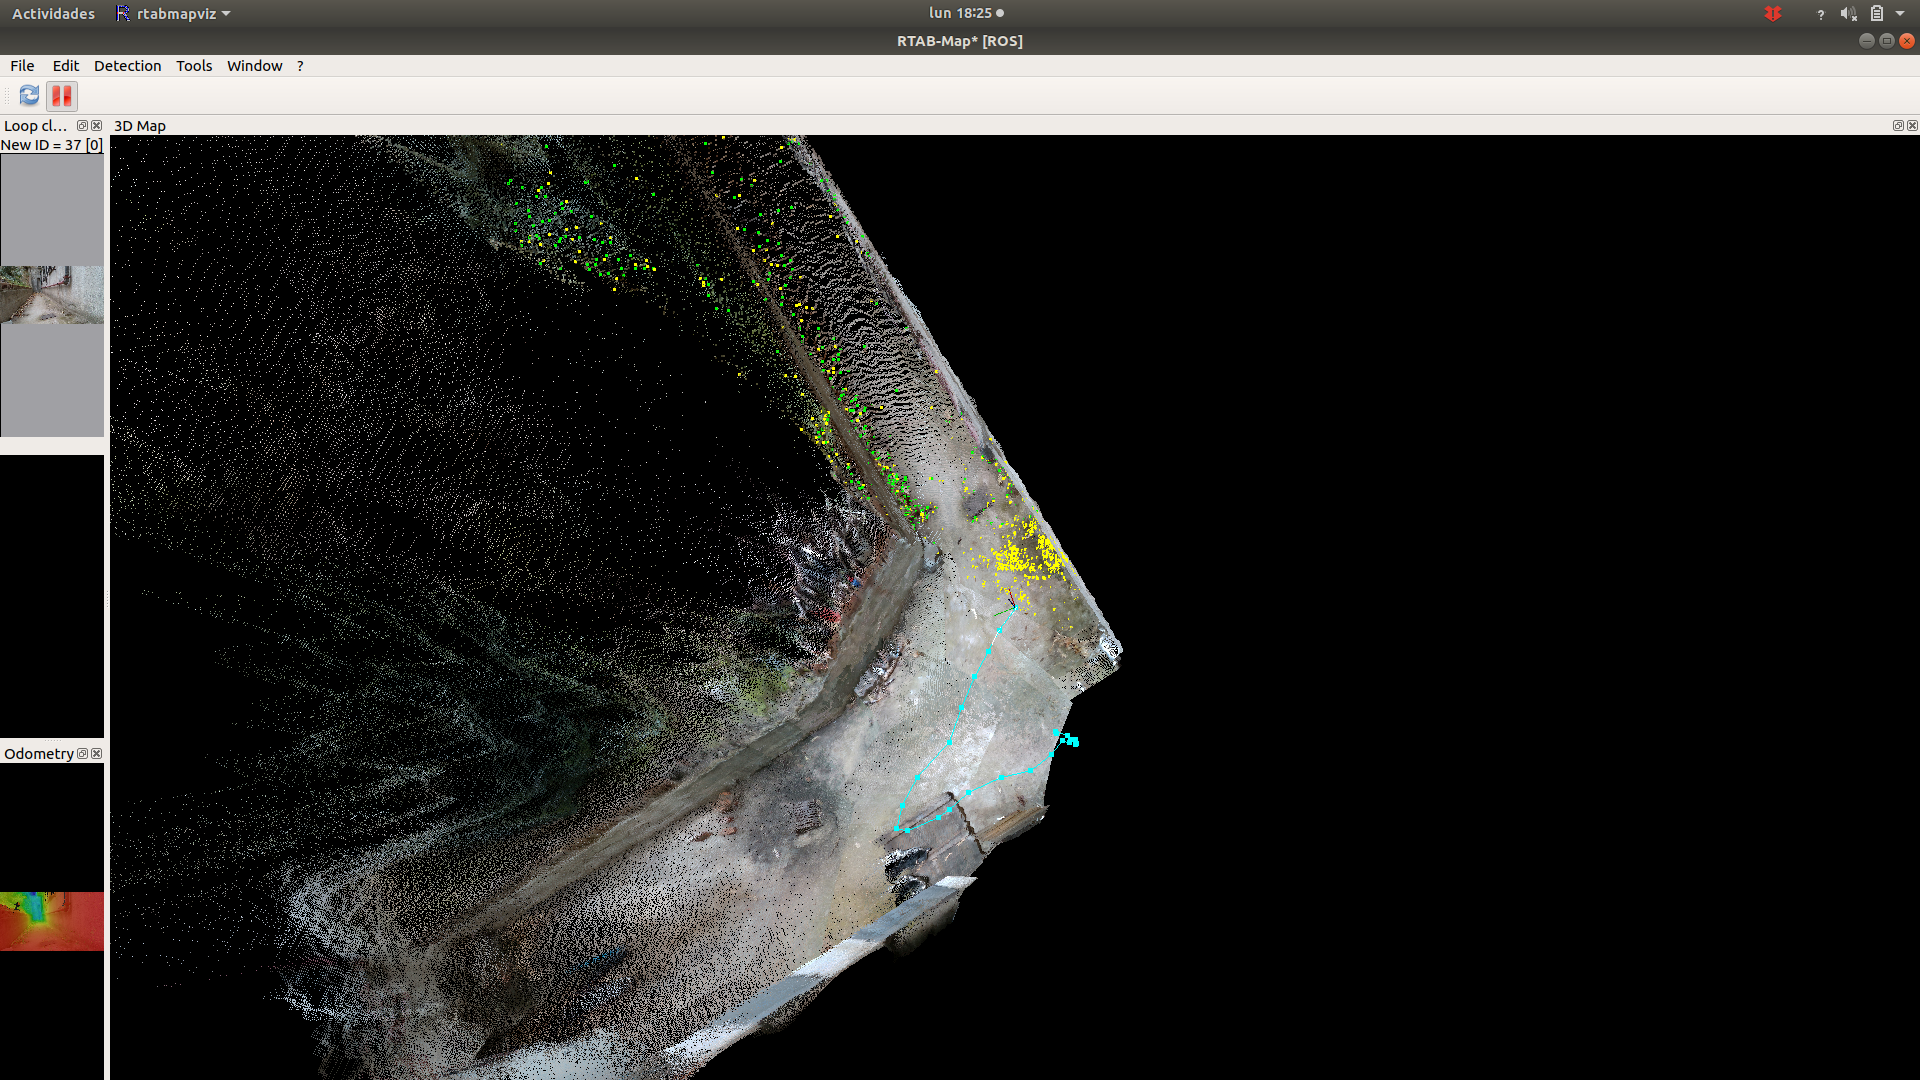 Actividades rtabmapviz lun 18:25 ?
RTAB-Map* [ROS]
File Edit Detection Tools Window ?
Loop cl... 3D Map
New ID = 37 [0]
Odometry